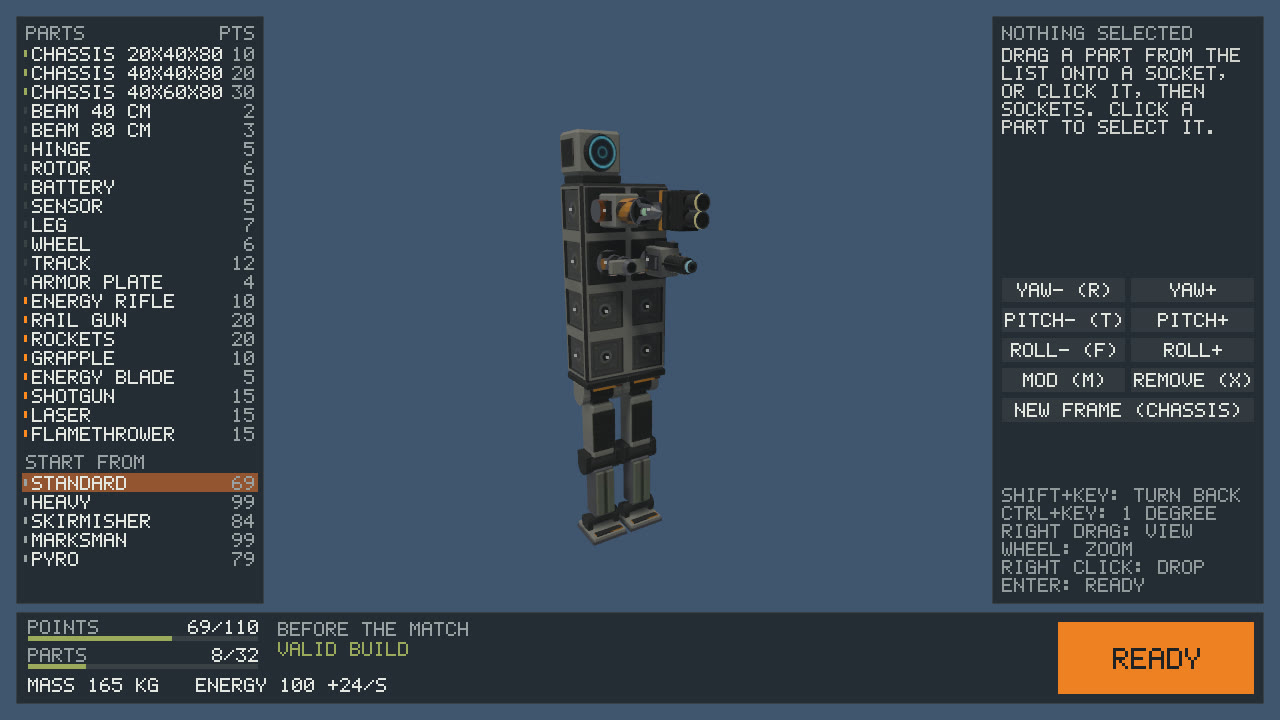 PARTS PTS
CHASSIS 20X40X80 10
CHASSIS 40X40X80 20
CHASSIS 40X60X80 30
BEAM 40 CM 2
BEAM 80 CM 3
HINGE 5
ROTOR 6
BATTERY 5
SENSOR 5
LEG 7
WHEEL 6
TRACK 12
ARMOR PLATE 4
ENERGY RIFLE 10
RAIL GUN 20
ROCKETS 20
GRAPPLE 10
ENERGY BLADE 5
SHOTGUN 15
LASER 15
FLAMETHROWER 15
START FROM
STANDARD 69
HEAVY 99
SKIRMISHER 84
MARKSMAN 99
PYRO 79
NOTHING SELECTED
DRAG A PART FROM THE
LIST ONTO A SOCKET,
OR CLICK IT, THEN
SOCKETS. CLICK A
PART TO SELECT IT.
YAW- (R) YAW+
PITCH- (T) PITCH+
ROLL- (F) ROLL+
MOD (M) REMOVE (X)
NEW FRAME (CHASSIS)
SHIFT+KEY: TURN BACK
CTRL+KEY: 1 DEGREE
RIGHT DRAG: VIEW
WHEEL: ZOOM
RIGHT CLICK: DROP
ENTER: READY
POINTS 69/110
PARTS 8/32
MASS 165 KG ENERGY 100 +24/S
BEFORE THE MATCH
VALID BUILD
READY